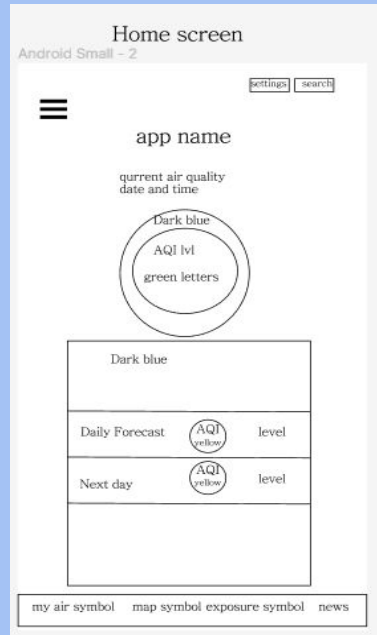 Home screen
Android Small - 2
settings search
app name
qurrent air quality
date and time
Dark blue
AQI lvl
green letters
Dark blue
Daily Forecast AQI yellow level
Next day AQI yellow level
my air symbol map symbol exposure symbol news